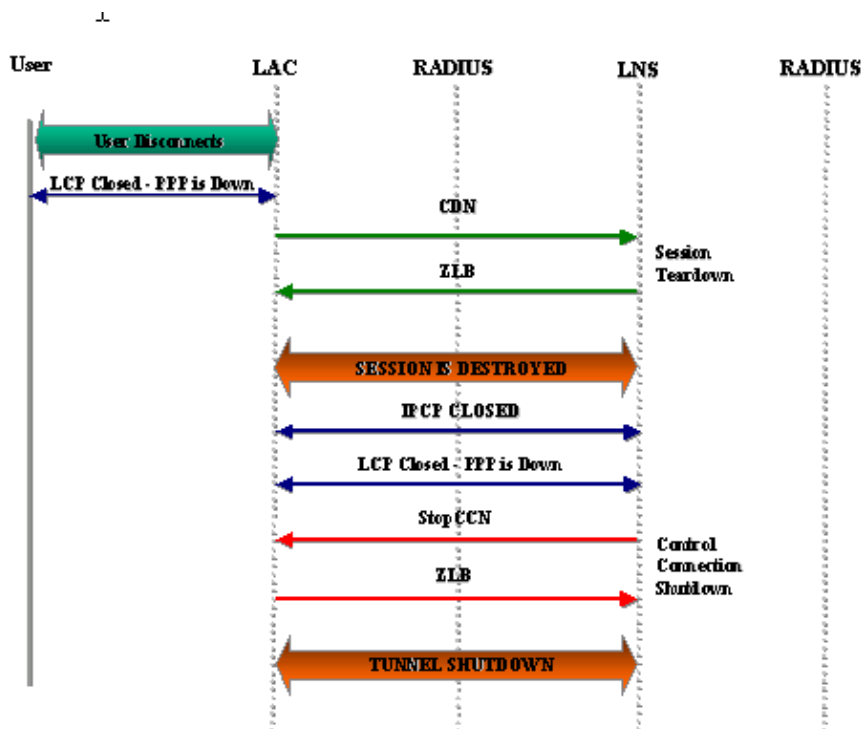 User
LAC
RADIUS
LNS
RADIUS
User Disconnects
LCP Closed - PPP is Down
CDN
Session
Teardown
ZLB
SESSION IS DESTROYED
IPCP CLOSED
LCP Closed - PPP is Down
StopCCN
Control
Connection
Shutdown
ZLB
TUNNEL SHUTDOWN